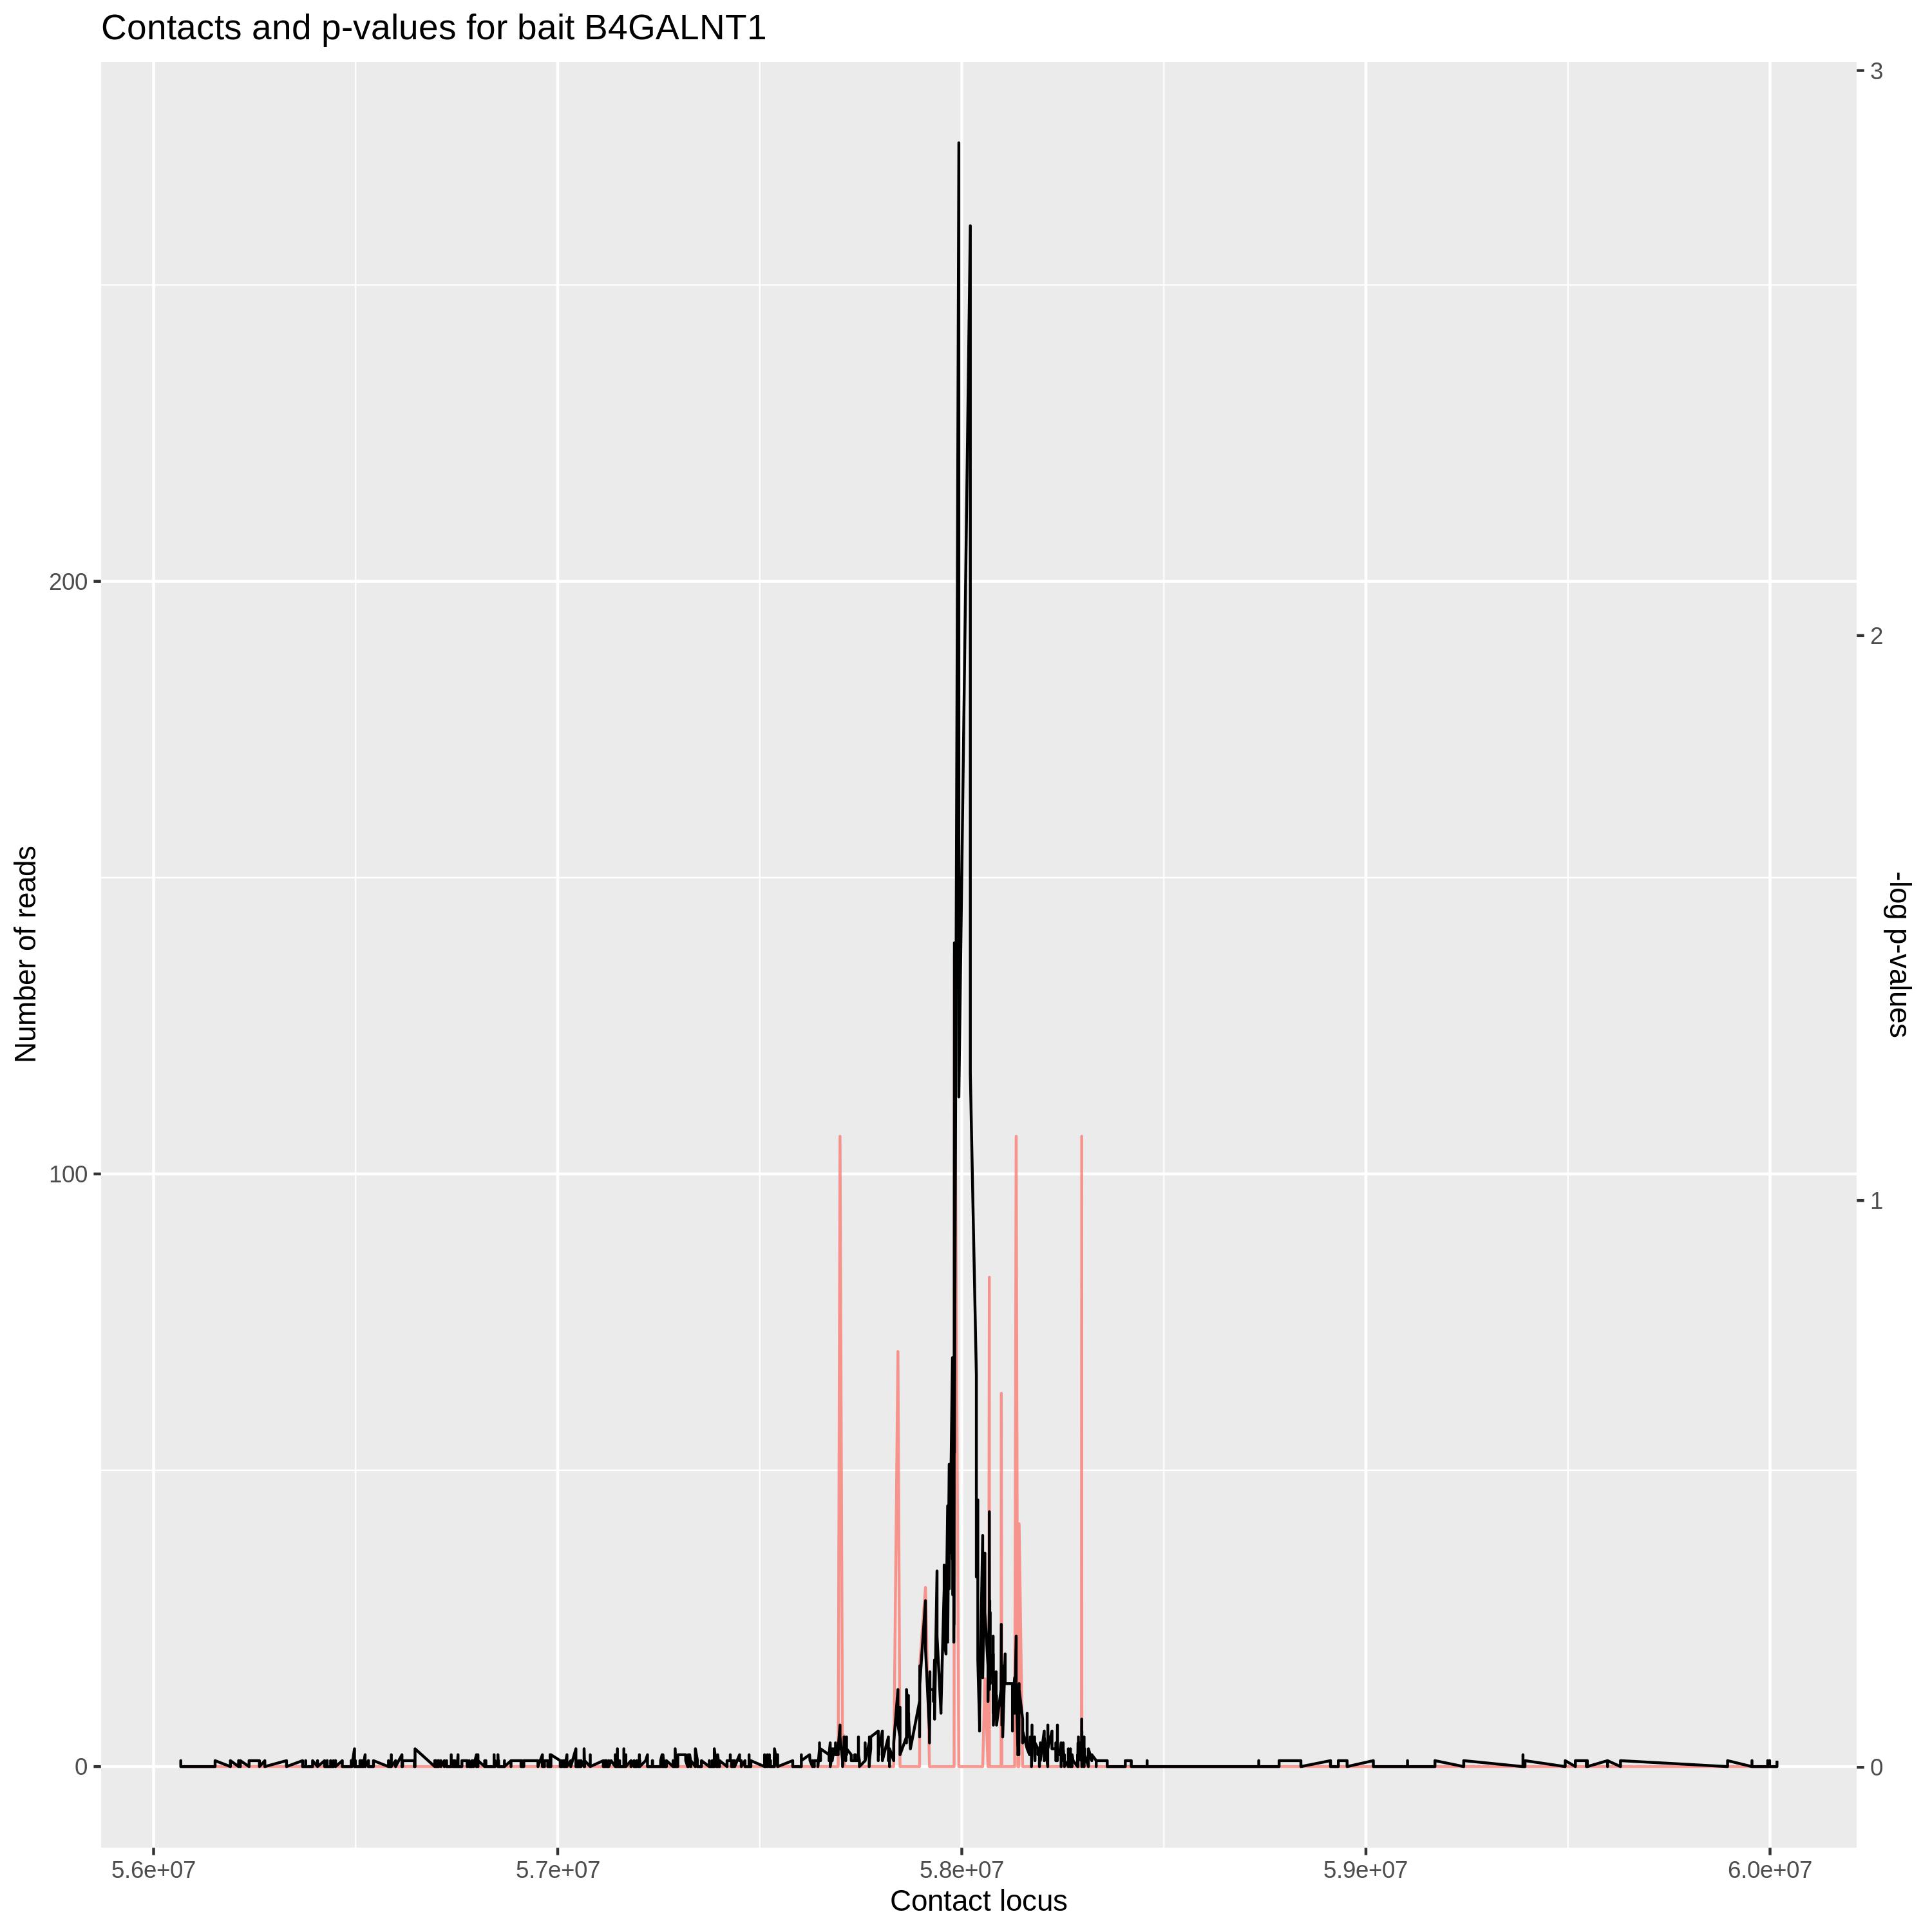 Contacts and p-values for bait B4GALNT1
3
200
2
Number of reads
-log p-values
100
1
0
0
5.6e+07
5.7e+07
5.8e+07
5.9e+07
6.0e+07
Contact locus